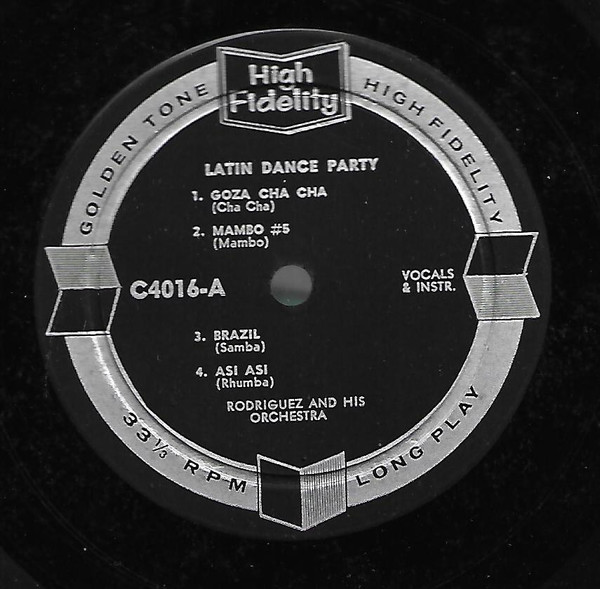 High
Fidelity
GOLDEN TONE
HIGH FIDELITY
LATIN DANCE PARTY
1. GOZA CHA CHA
(Cha Cha)
2. MAMBO #5
(Mambo)
C4016-A
VOCALS
& INSTR.
3. BRAZIL
(Samba)
4. ASI ASI
(Rhumba)
RODRIGUEZ AND HIS
ORCHESTRA
33⅓ RPM
LONG PLAY